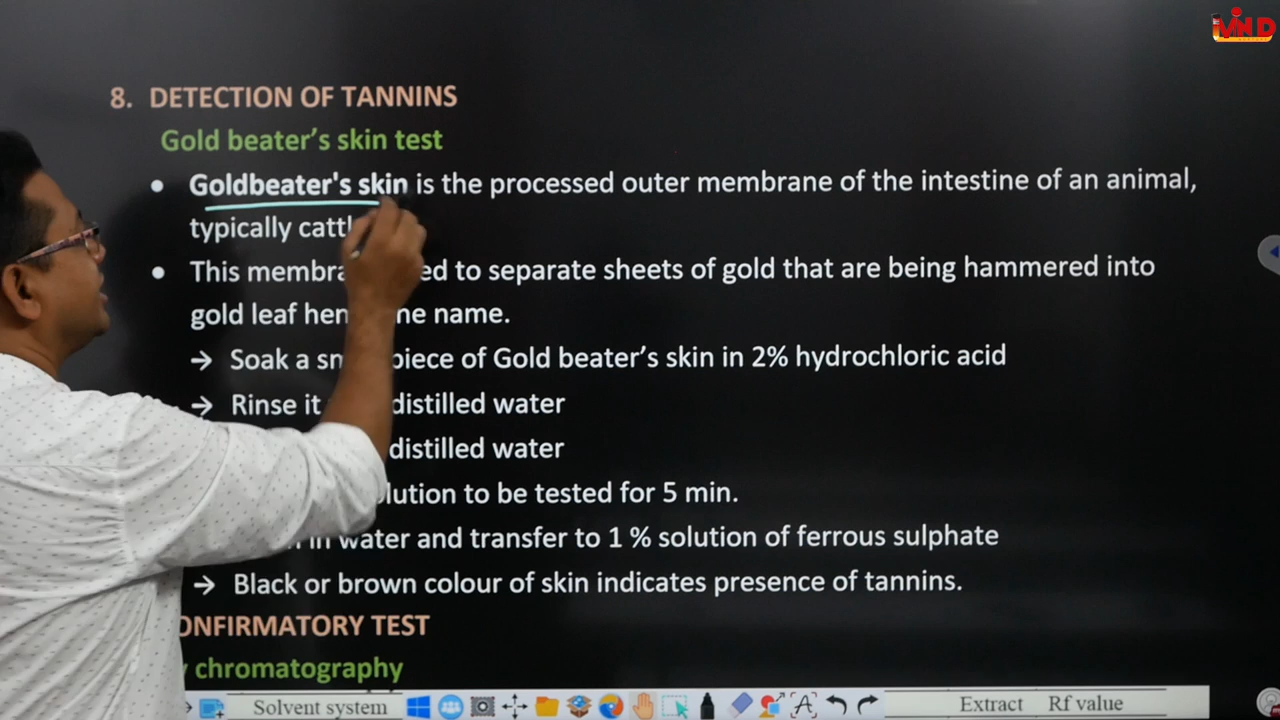 8. DETECTION OF TANNINS
Gold beater's skin test
• Goldbeater's skin is the processed outer membrane of the intestine of an animal,
typically cattl
• This membra ed to separate sheets of gold that are being hammered into
gold leaf hen name.
→ Soak a sm piece of Gold beater's skin in 2% hydrochloric acid
→ Rinse it distilled water
distilled water
lution to be tested for 5 min.
in water and transfer to 1 % solution of ferrous sulphate
→ Black or brown colour of skin indicates presence of tannins.
ONFIRMATORY TEST
chromatography
Solvent system Extract Rf value